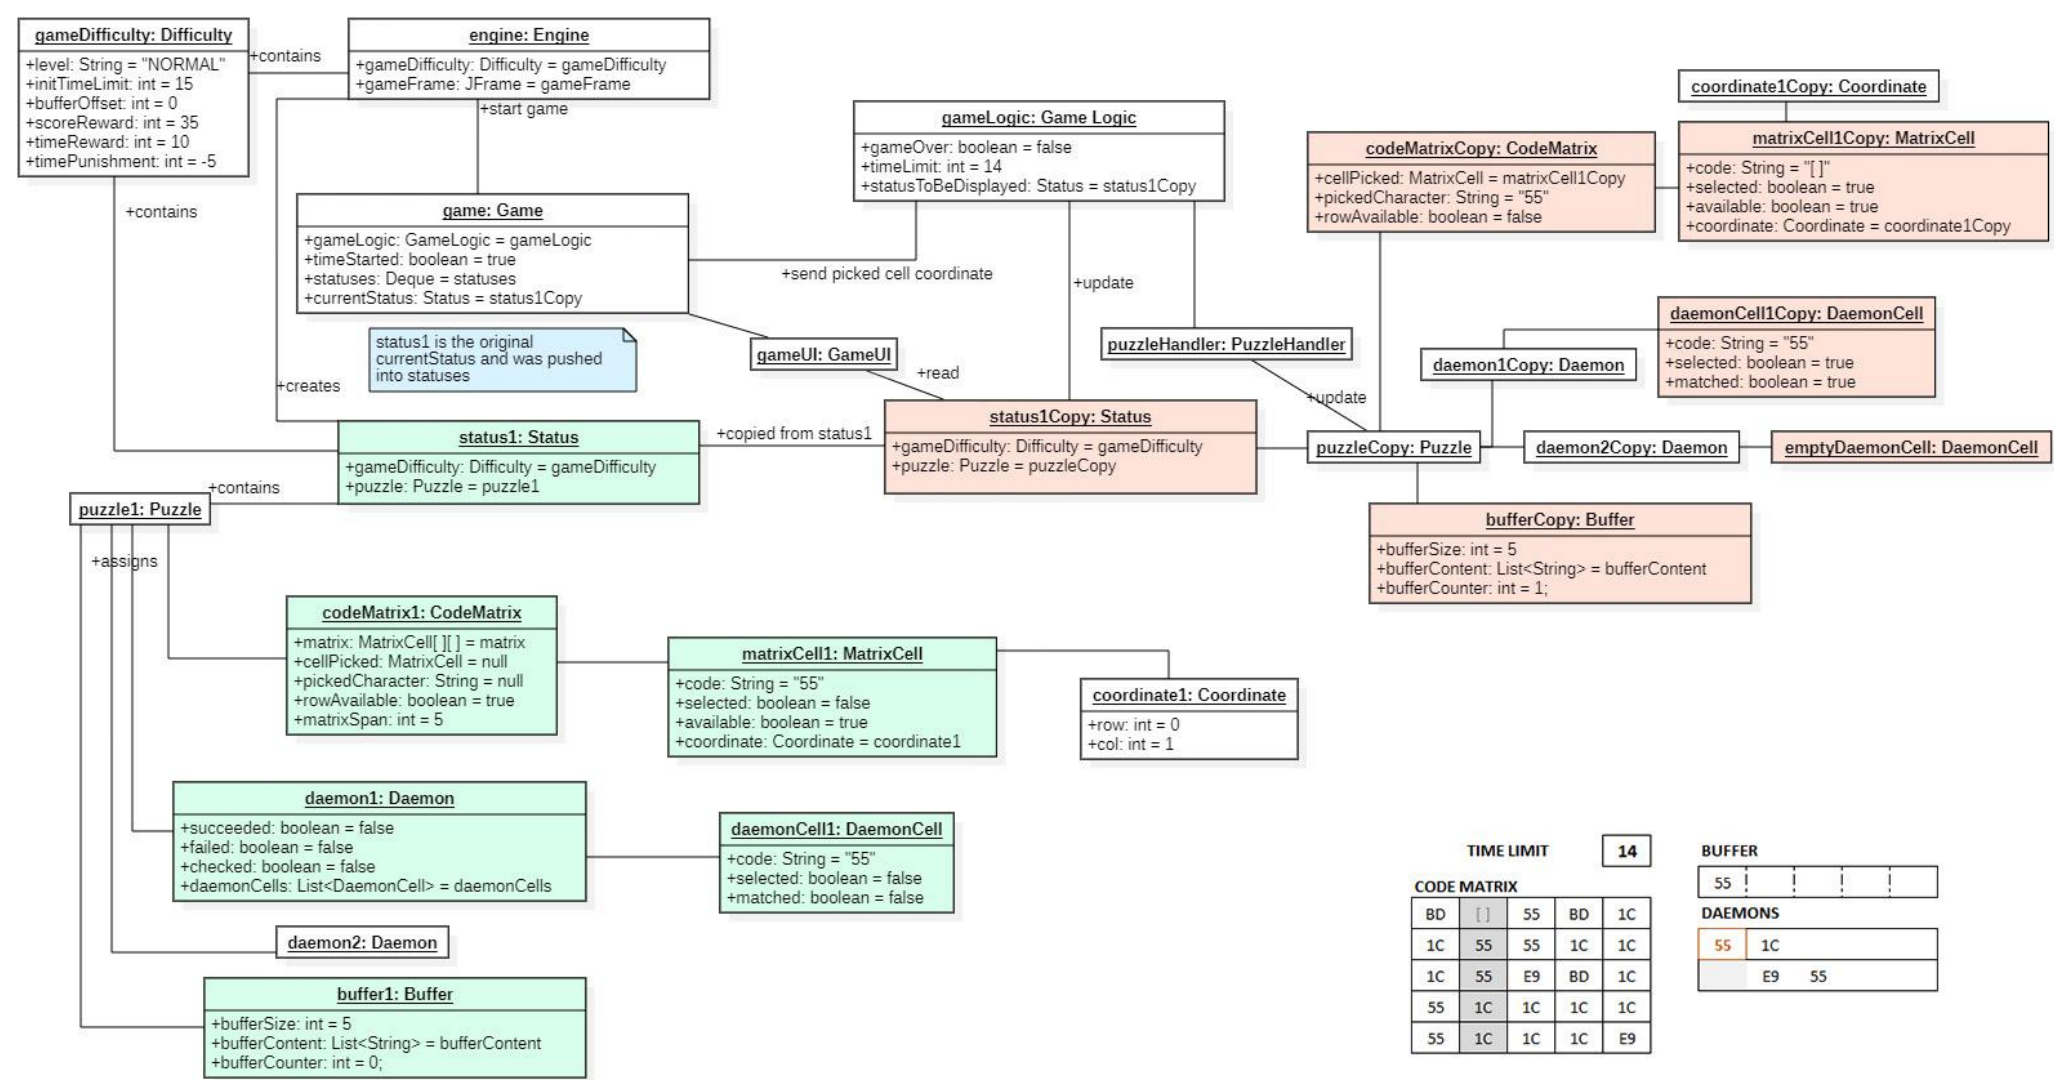 gameDifficulty: Difficulty
+level: String = "NORMAL"
+initTimeLimit: int = 15
+bufferOffset: int = 0
+scoreReward: int = 35
+timeReward: int = 10
+timePunishment: int = -5
+contains
engine: Engine
+gameDifficulty: Difficulty = gameDifficulty
+gameFrame: JFrame = gameFrame
+start game
+contains
game: Game
+gameLogic: GameLogic = gameLogic
+timeStarted: boolean = true
+statuses: Deque = statuses
+currentStatus: Status = status1Copy
gameLogic: Game Logic
+gameOver: boolean = false
+timeLimit: int = 14
+statusToBeDisplayed: Status = status1Copy
+send picked cell coordinate
+update
codeMatrixCopy: CodeMatrix
+cellPicked: MatrixCell = matrixCell1Copy
+pickedCharacter: String = "55"
+rowAvailable: boolean = false
coordinate1Copy: Coordinate
matrixCell1Copy: MatrixCell
+code: String = "[ ]"
+selected: boolean = true
+available: boolean = true
+coordinate: Coordinate = coordinate1Copy
status1 is the original
currentStatus and was pushed
into statuses
+creates
gameUI: GameUI
+read
puzzleHandler: PuzzleHandler
+update
daemon1Copy: Daemon
daemonCell1Copy: DaemonCell
+code: String = "55"
+selected: boolean = true
+matched: boolean = true
status1: Status
+gameDifficulty: Difficulty = gameDifficulty
+puzzle: Puzzle = puzzle1
+copied from status1
status1Copy: Status
+gameDifficulty: Difficulty = gameDifficulty
+puzzle: Puzzle = puzzleCopy
puzzleCopy: Puzzle
daemon2Copy: Daemon
emptyDaemonCell: DaemonCell
bufferCopy: Buffer
+bufferSize: int = 5
+bufferContent: List<String> = bufferContent
+bufferCounter: int = 1;
+contains
puzzle1: Puzzle
+assigns
codeMatrix1: CodeMatrix
+matrix: MatrixCell[ ][ ] = matrix
+cellPicked: MatrixCell = null
+pickedCharacter: String = null
+rowAvailable: boolean = true
+matrixSpan: int = 5
matrixCell1: MatrixCell
+code: String = "55"
+selected: boolean = false
+available: boolean = true
+coordinate: Coordinate = coordinate1
coordinate1: Coordinate
+row: int = 0
+col: int = 1
daemon1: Daemon
+succeeded: boolean = false
+failed: boolean = false
+checked: boolean = false
+daemonCells: List<DaemonCell> = daemonCells
daemonCell1: DaemonCell
+code: String = "55"
+selected: boolean = false
+matched: boolean = false
daemon2: Daemon
buffer1: Buffer
+bufferSize: int = 5
+bufferContent: List<String> = bufferContent
+bufferCounter: int = 0;
TIME LIMIT 14
CODE MATRIX
BD [ ] 55 BD 1C
1C 55 55 1C 1C
1C 55 E9 BD 1C
55 1C 1C 1C 1C
55 1C 1C 1C E9
BUFFER
55
DAEMONS
55 1C
E9 55